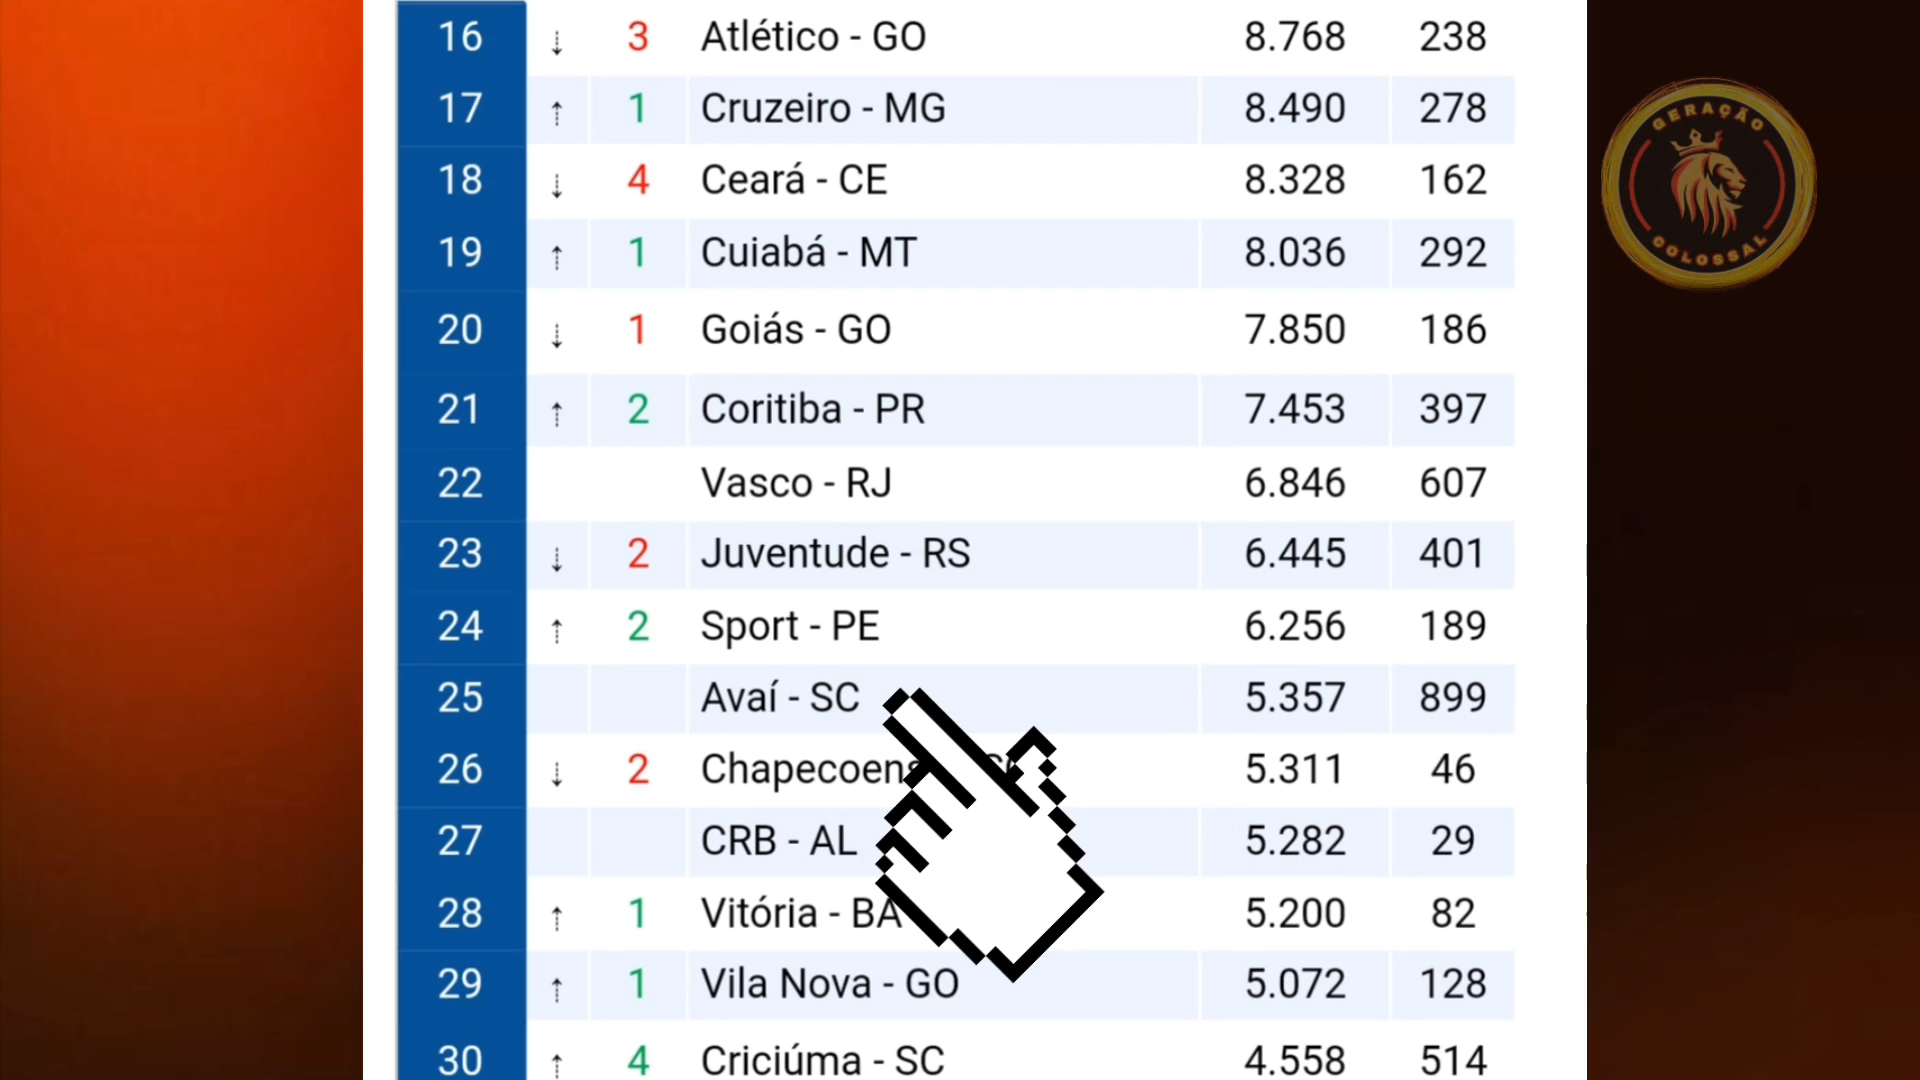 16 ↓ 3 Atlético - GO 8.768 238
17 ↑ 1 Cruzeiro - MG 8.490 278
18 ↓ 4 Ceará - CE 8.328 162
19 ↑ 1 Cuiabá - MT 8.036 292
20 ↓ 1 Goiás - GO 7.850 186
21 ↑ 2 Coritiba - PR 7.453 397
22 Vasco - RJ 6.846 607
23 ↓ 2 Juventude - RS 6.445 401
24 ↑ 2 Sport - PE 6.256 189
25 Avaí - SC 5.357 899
26 ↓ 2 5.311 46
27 CRB - AL 5.282 29
28 ↑ 1 Vitória - BA 5.200 82
29 ↑ 1 Vila Nova - GO 5.072 128
30 ↑ 4 Criciúma - SC 4.558 514
GERAÇÃO
COLOSSAL